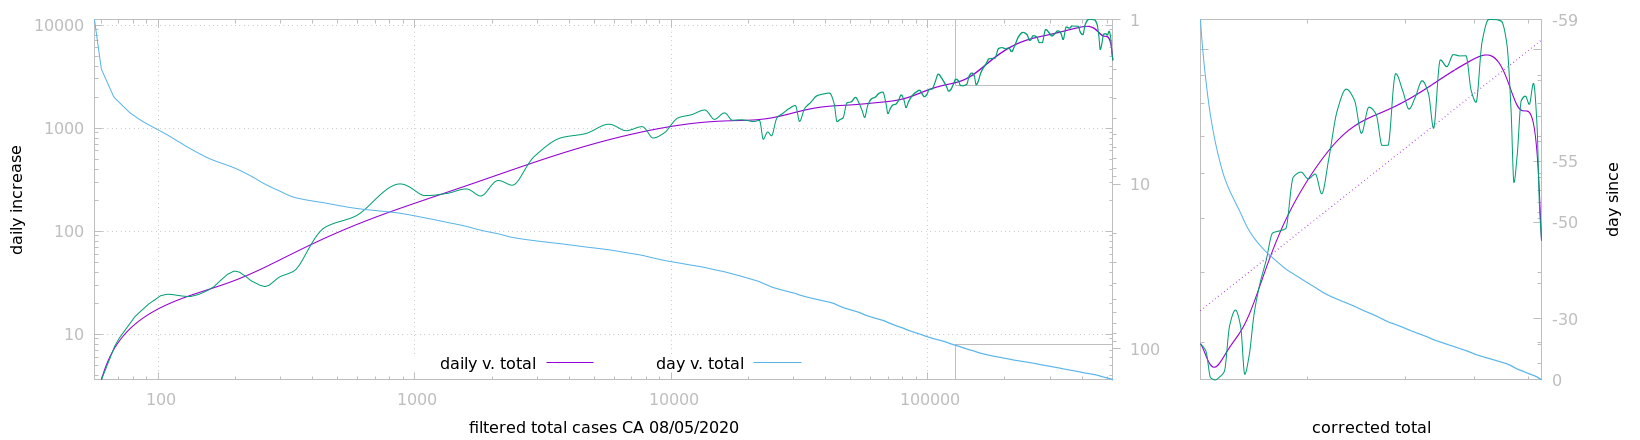 10000
1000
100
10
daily increase
100
1000
10000
100000
filtered total cases CA 08/05/2020
daily v. total
day v. total
1
10
100
-59
-55
-50
-30
0
day since
corrected total